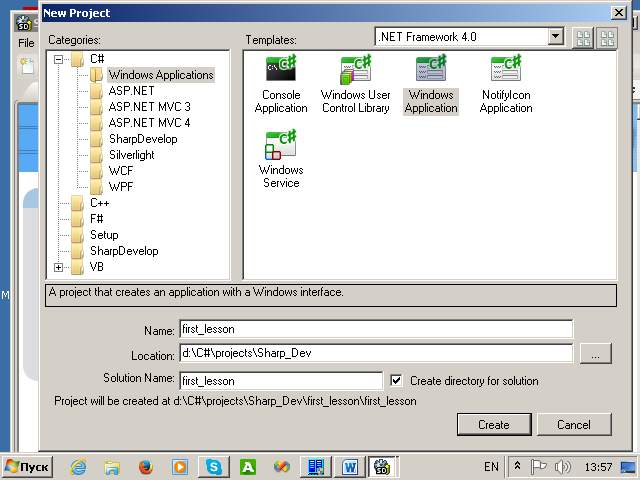 New Project
File
Categories:
Templates:
.NET Framework 4.0
C#
Windows Applications
ASP.NET
ASP.NET MVC 3
ASP.NET MVC 4
SharpDevelop
Silverlight
WCF
WPF
C++
F#
Setup
SharpDevelop
VB
Console Application
Windows User Control Library
Windows Application
NotifyIcon Application
Windows Service
A project that creates an application with a Windows interface.
Name: first_lesson
Location: d:\C#\projects\Sharp_Dev ...
Solution Name: first_lesson Create directory for solution
Project will be created at d:\C#\projects\Sharp_Dev\first_lesson\first_lesson
Create Cancel
Пуск EN 13:57